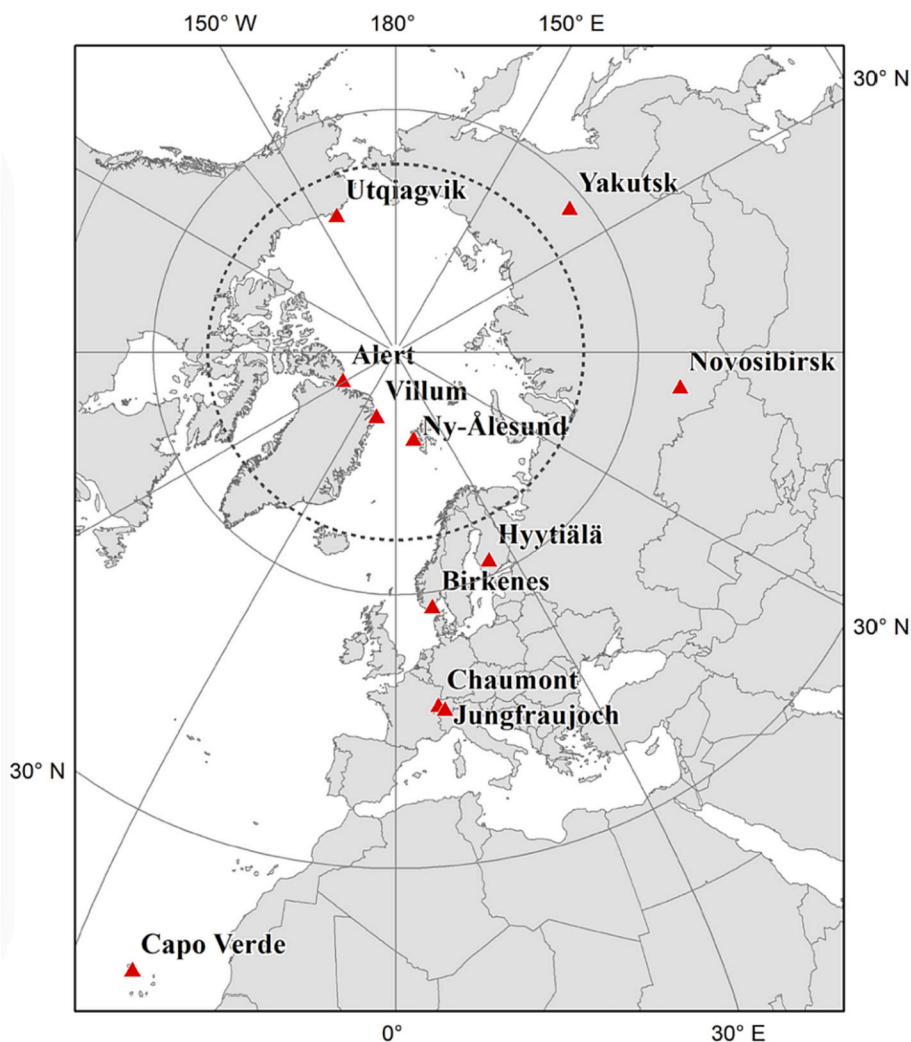 150° W
180°
150° E
30° N
Utqiagvik
Yakutsk
Alert
Novosibirsk
Villum
Ny-Ålesund
Hyytiälä
Birkenes
30° N
Chaumont
Jungfraujoch
30° N
Capo Verde
0°
30° E